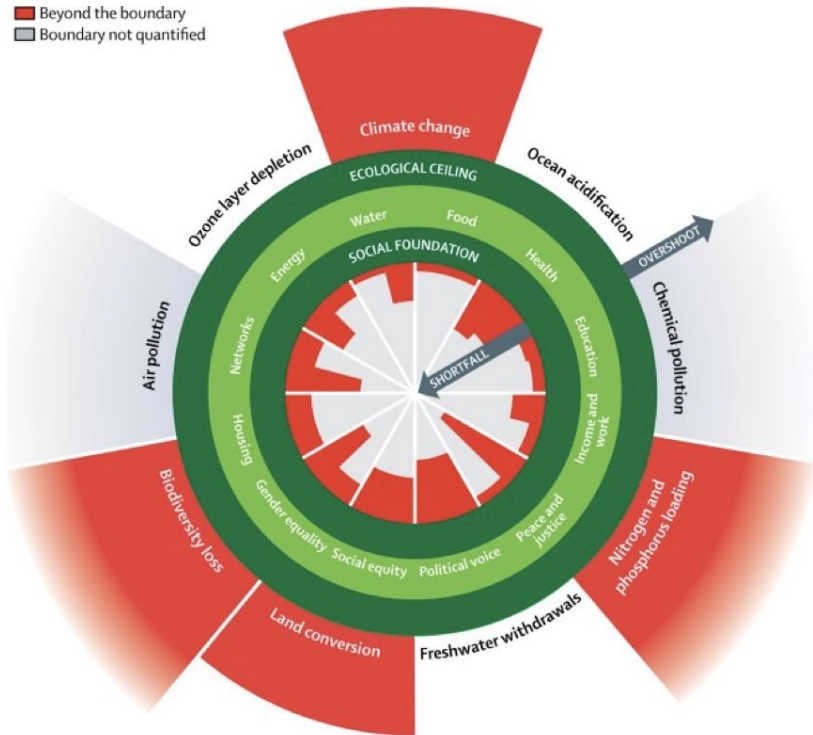 Beyond the boundary
Boundary not quantified
Climate change
Ozone layer depletion
Ocean acidification
ECOLOGICAL CEILING
Water
Food
Energy
Health
SOCIAL FOUNDATION
OVERSHOOT
Air pollution
Networks
Education
Chemical pollution
SHORTFALL
Housing
Income and
work
Biodiversity loss
Gender equality
Social equity
Political voice
Peace and
justice
Nitrogen and
phosphorus loading
Land conversion
Freshwater withdrawals